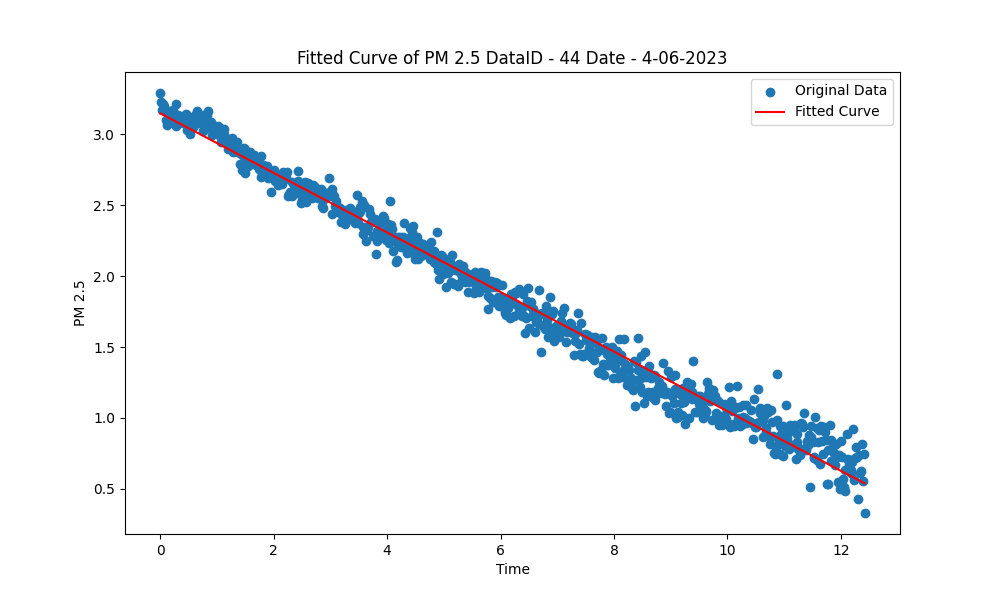 Fitted Curve of PM 2.5 DataID - 44 Date - 4-06-2023
Original Data
Fitted Curve
3.0
2.5
2.0
1.5
1.0
0.5
PM 2.5
0 2 4 6 8 10 12
Time